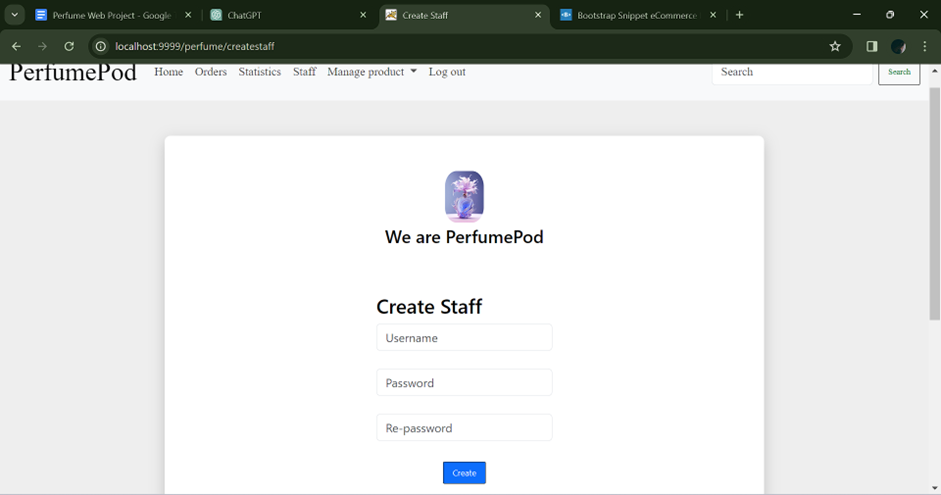 Perfume Web Project - Google
ChatGPT
Create Staff
Bootstrap Snippet eCommerce
localhost:9999/perfume/createstaff
PerfumePod Home Orders Statistics Staff Manage product Log out Search Search
We are PerfumePod
Create Staff
Username
Password
Re-password
Create